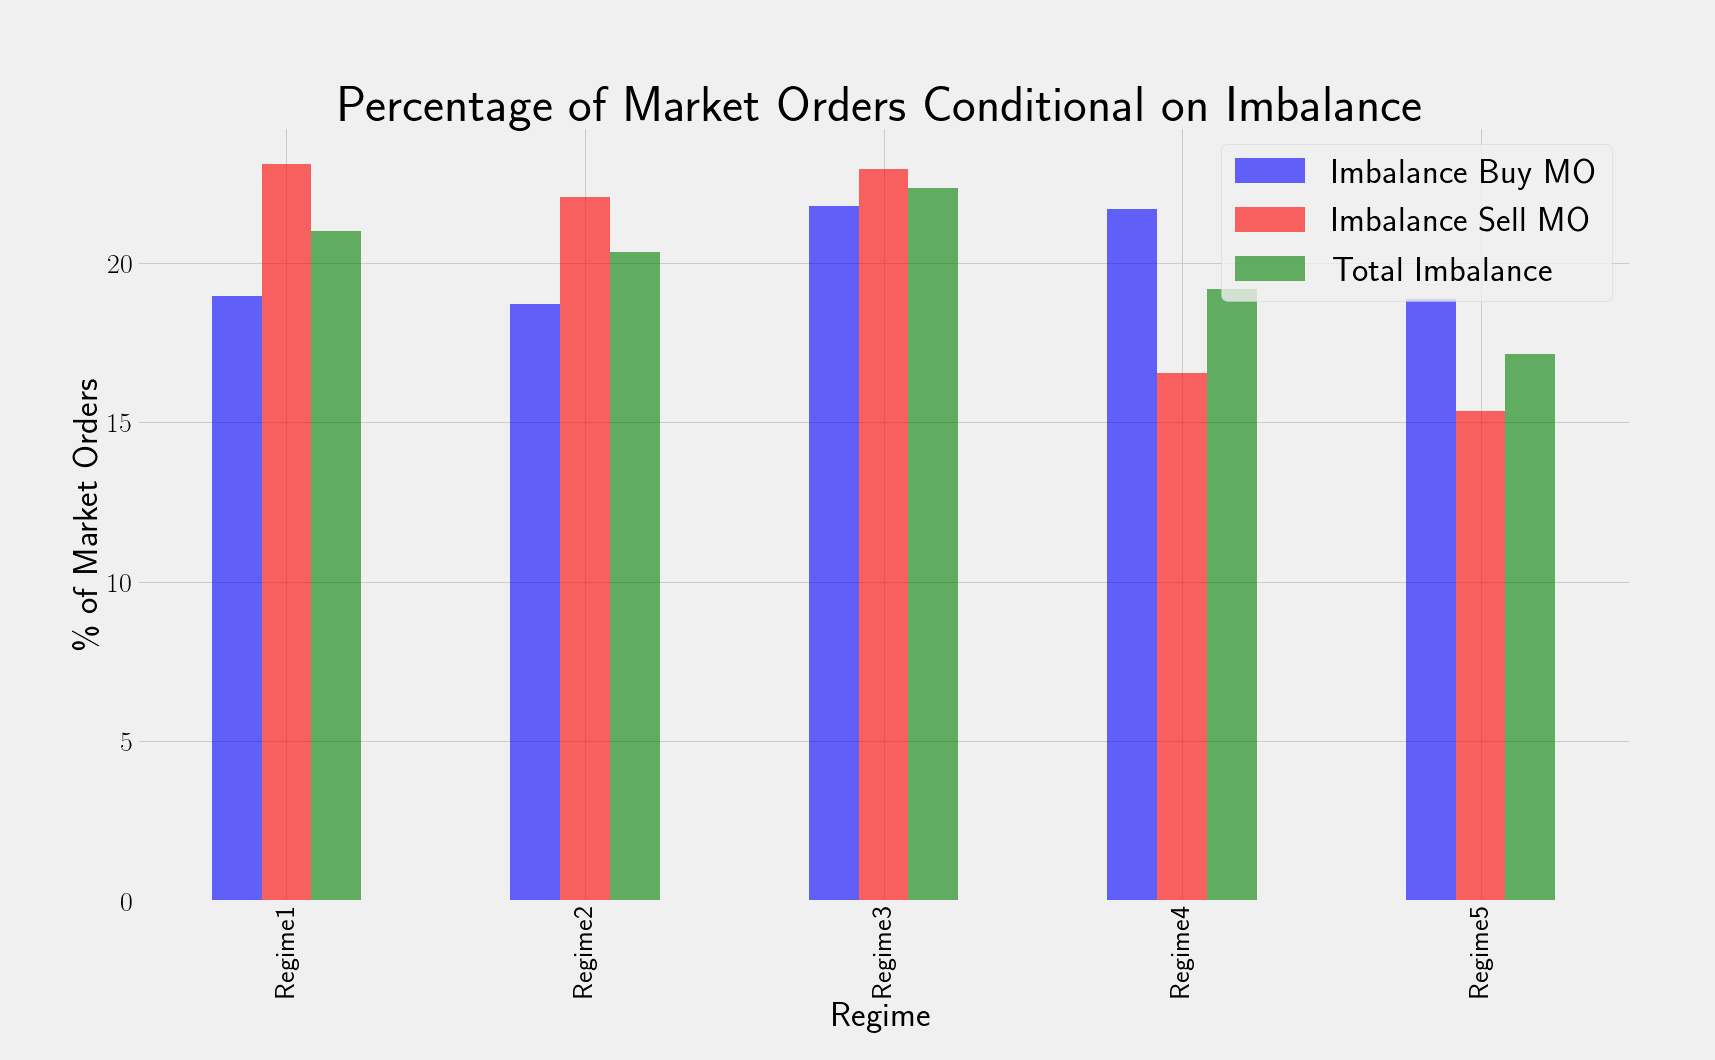 Percentage of Market Orders Conditional on Imbalance
Imbalance Buy MO
Imbalance Sell MO
Total Imbalance
% of Market Orders
20
15
10
5
0
Regime1
Regime2
Regime3
Regime4
Regime5
Regime